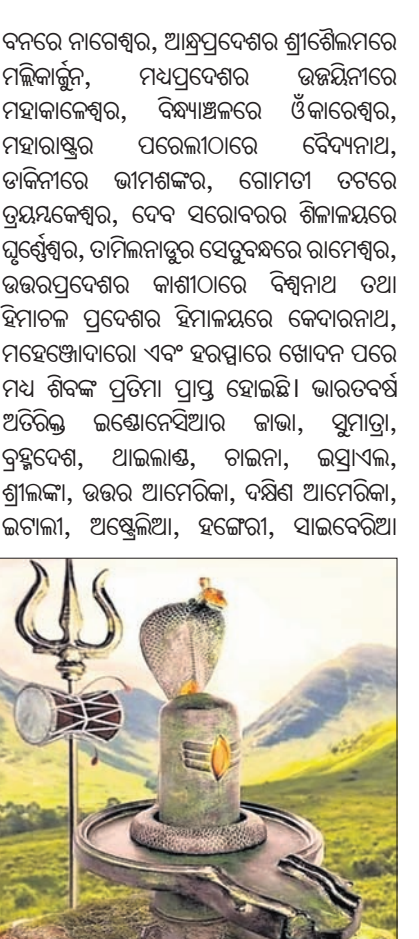 ବନରେ ନାଗେଶ୍ୱର, ଆନ୍ଧ୍ରପ୍ରଦେଶର ଶ୍ରୀଶୈଲମରେ
ମଲ୍ଲିକାର୍ଜୁନ, ମଧ୍ୟପ୍ରଦେଶର ଉଜ୍ଜୟିନୀରେ
ମହାକାଳେଶ୍ୱର, ବିନ୍ଧ୍ୟାଞ୍ଚଳରେ ଓଁକାରେଶ୍ୱର,
ମହାରାଷ୍ଟ୍ରର ପରେଲୀଠାରେ ବୈଦ୍ୟନାଥ,
ଡାକିନୀରେ ଭୀମଶଙ୍କର, ଗୋମତୀ ତଟରେ
ତ୍ର୍ୟମ୍ବକେଶ୍ୱର, ଦେବ ସରୋବରର ଶିଳାଳୟରେ
ଘୃଷ୍ଣେଶ୍ୱର, ତାମିଲନାଡୁର ସେତୁବନ୍ଧରେ ରାମେଶ୍ୱର,
ଉତ୍ତରପ୍ରଦେଶର କାଶୀଠାରେ ବିଶ୍ୱନାଥ ତଥା
ହିମାଚଳ ପ୍ରଦେଶର ହିମାଳୟରେ କେଦାରନାଥ,
ମହେଞ୍ଜୋଦାରୋ ଏବଂ ହରପ୍ପାରେ ଖୋଦନ ପରେ
ମଧ୍ୟ ଶିବଙ୍କ ପ୍ରତିମା ପ୍ରାପ୍ତ ହୋଇଛି। ଭାରତବର୍ଷ
ଅତିରିକ୍ତ ଇଣ୍ଡୋନେସିଆର ଜାଭା, ସୁମାତ୍ରା,
ବ୍ରହ୍ମଦେଶ, ଥାଇଲାଣ୍ଡ, ଚାଇନା, ଇସ୍ରାଏଲ,
ଶ୍ରୀଲଙ୍କା, ଉତ୍ତର ଆମେରିକା, ଦକ୍ଷିଣ ଆମେରିକା,
ଇଟାଲୀ, ଅଷ୍ଟ୍ରେଲିଆ, ହଙ୍ଗେରୀ, ସାଇବେରିଆ